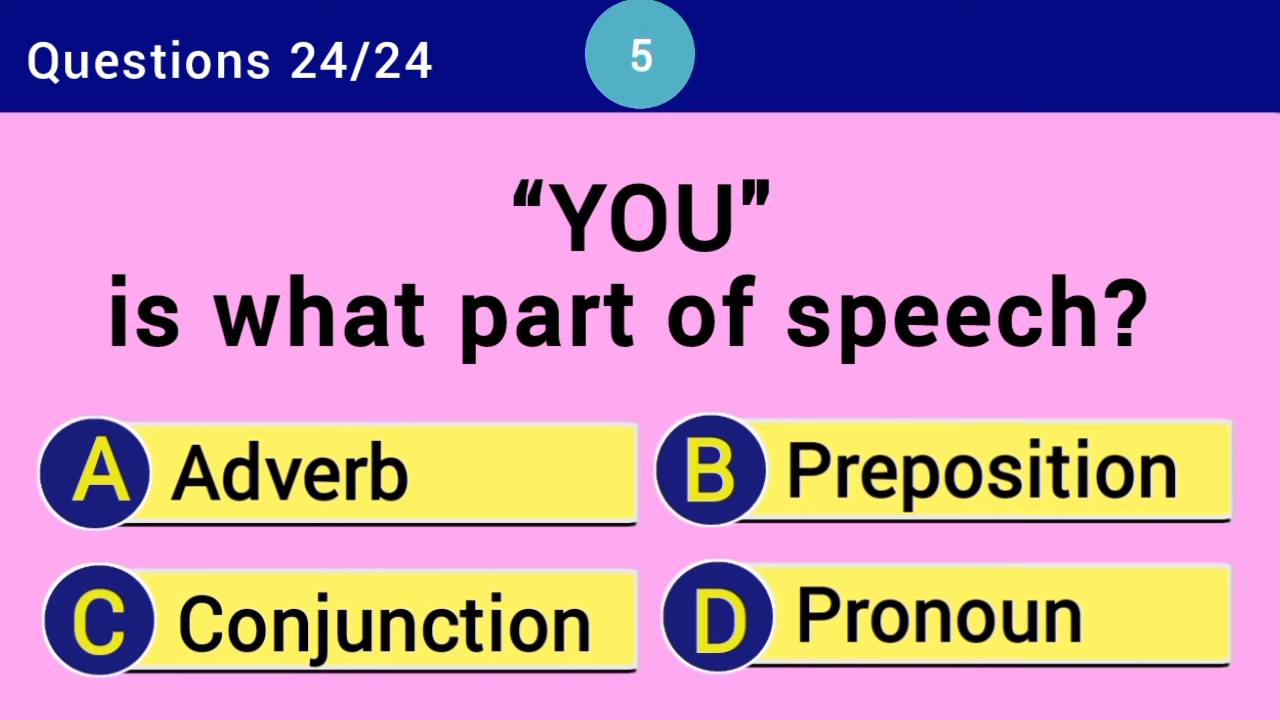 Questions 24/24
5
“YOU”
is what part of speech?
A Adverb
B Preposition
C Conjunction
D Pronoun